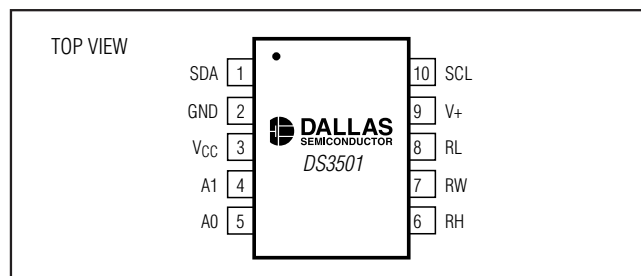 TOP VIEW
SDA 1
GND 2
VCC 3
A1 4
A0 5
DALLAS
SEMICONDUCTOR
DS3501
10 SCL
9 V+
8 RL
7 RW
6 RH